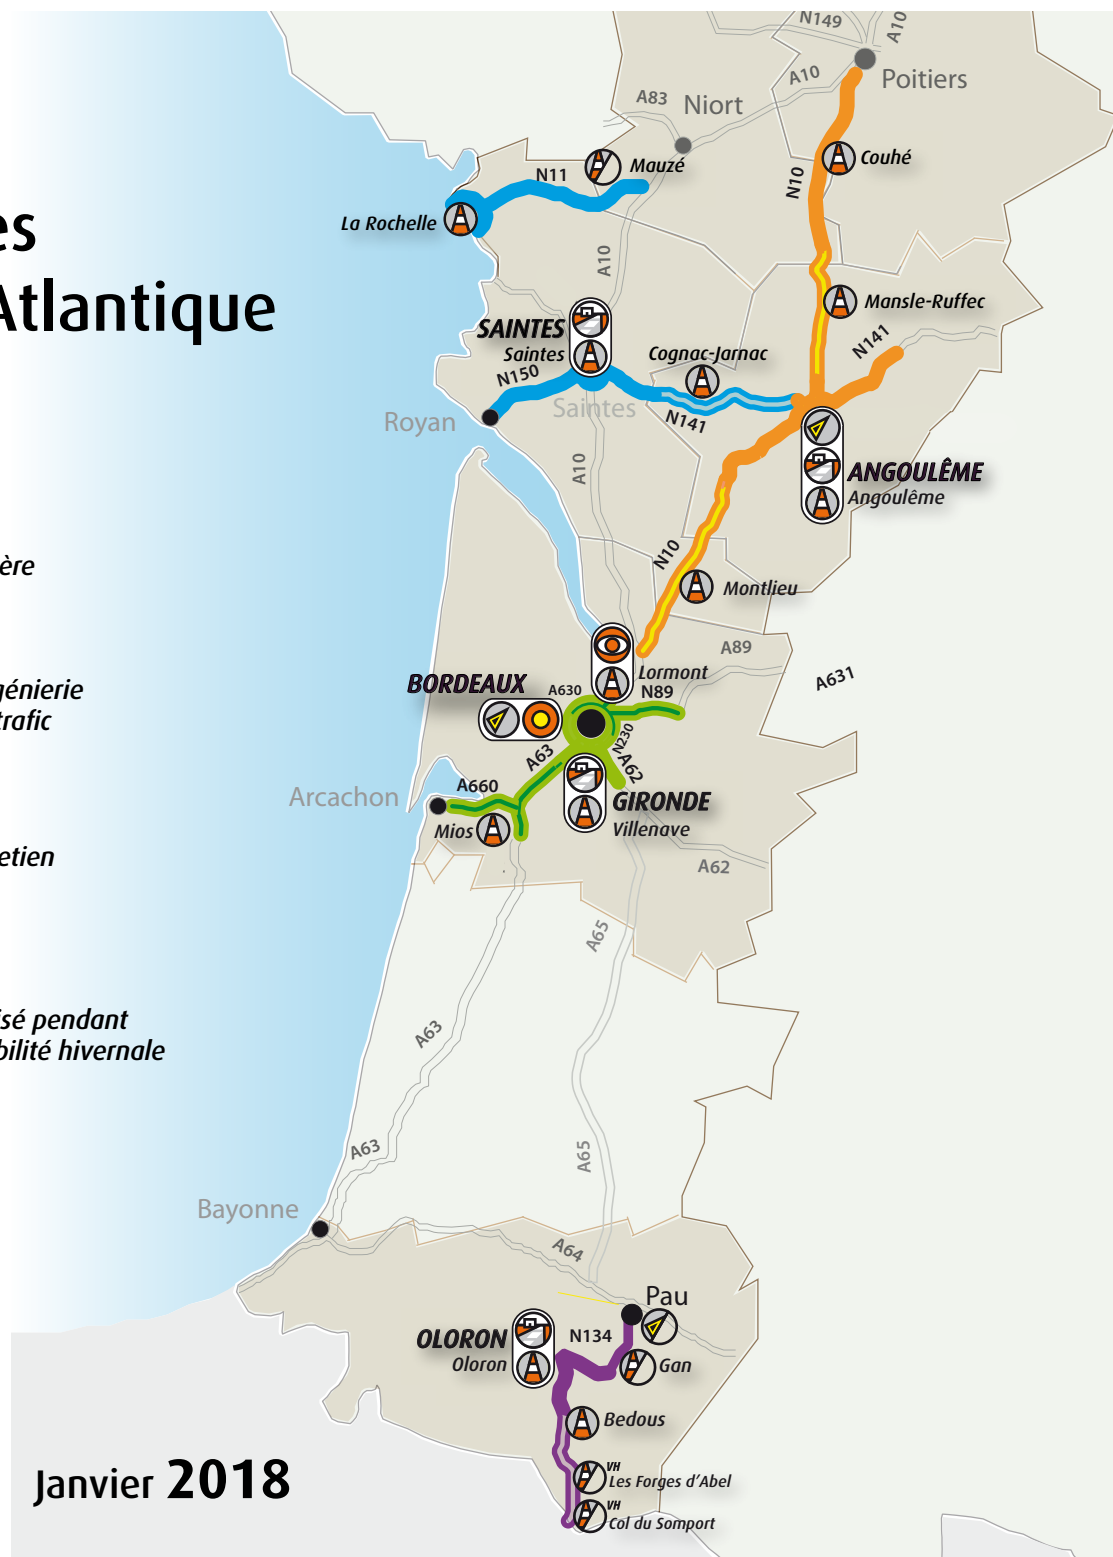 N149
A10
A10
Poitiers
A83
Niort
Couhé
Mauzé
N11
N10
La Rochelle
es
A10
Mansle-Ruffec
Atlantique
SAINTES
Saintes
Cognac-Jarnac
N141
N150
Saintes
N141
Royan
A10
ANGOULÊME
Angoulême
N10
ère
Montlieu
A89
Lormont
A631
BORDEAUX
A630
N89
génierie
trafic
N230
A63
A62
A660
Arcachon
GIRONDE
Mios
Villenave
etien
A62
A65
isé pendant
A63
bilité hivernale
A63
A65
Bayonne
A64
Pau
OLORON
N134
Oloron
Gan
Bedous
VH
Les Forges d'Abel
Janvier 2018
VH
Col du Somport